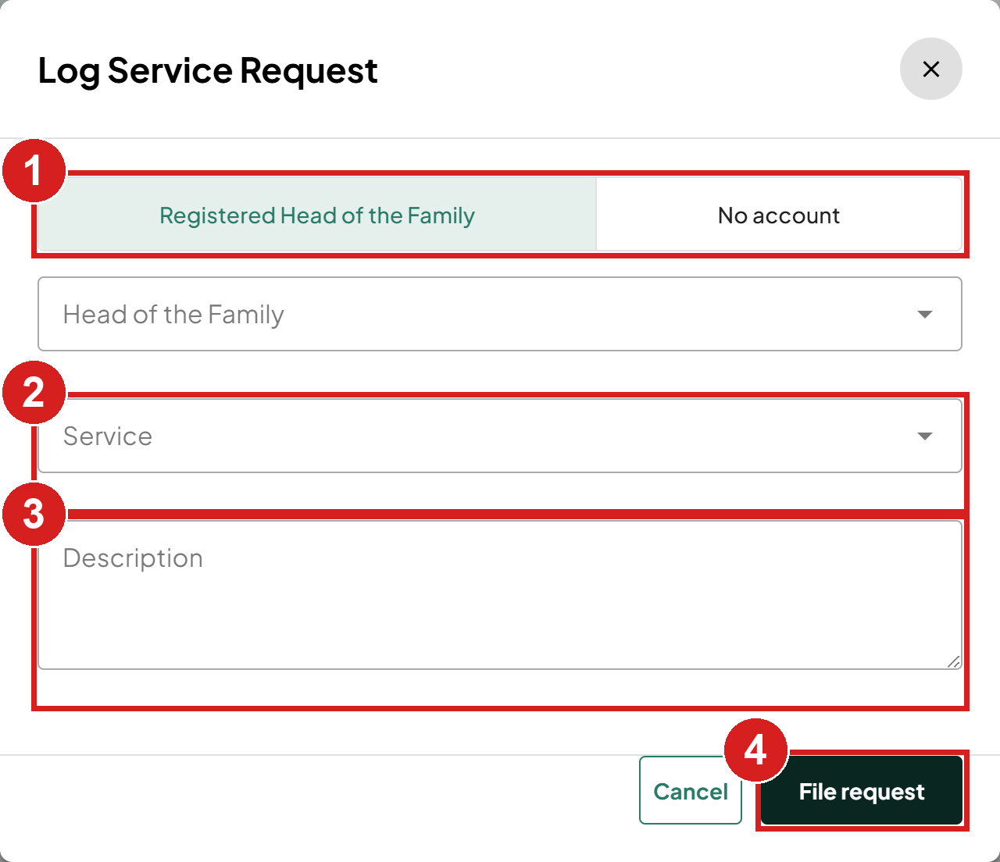 Log Service Request
1
Registered Head of the Family No account
Head of the Family
2
Service
3
Description
4
Cancel File request